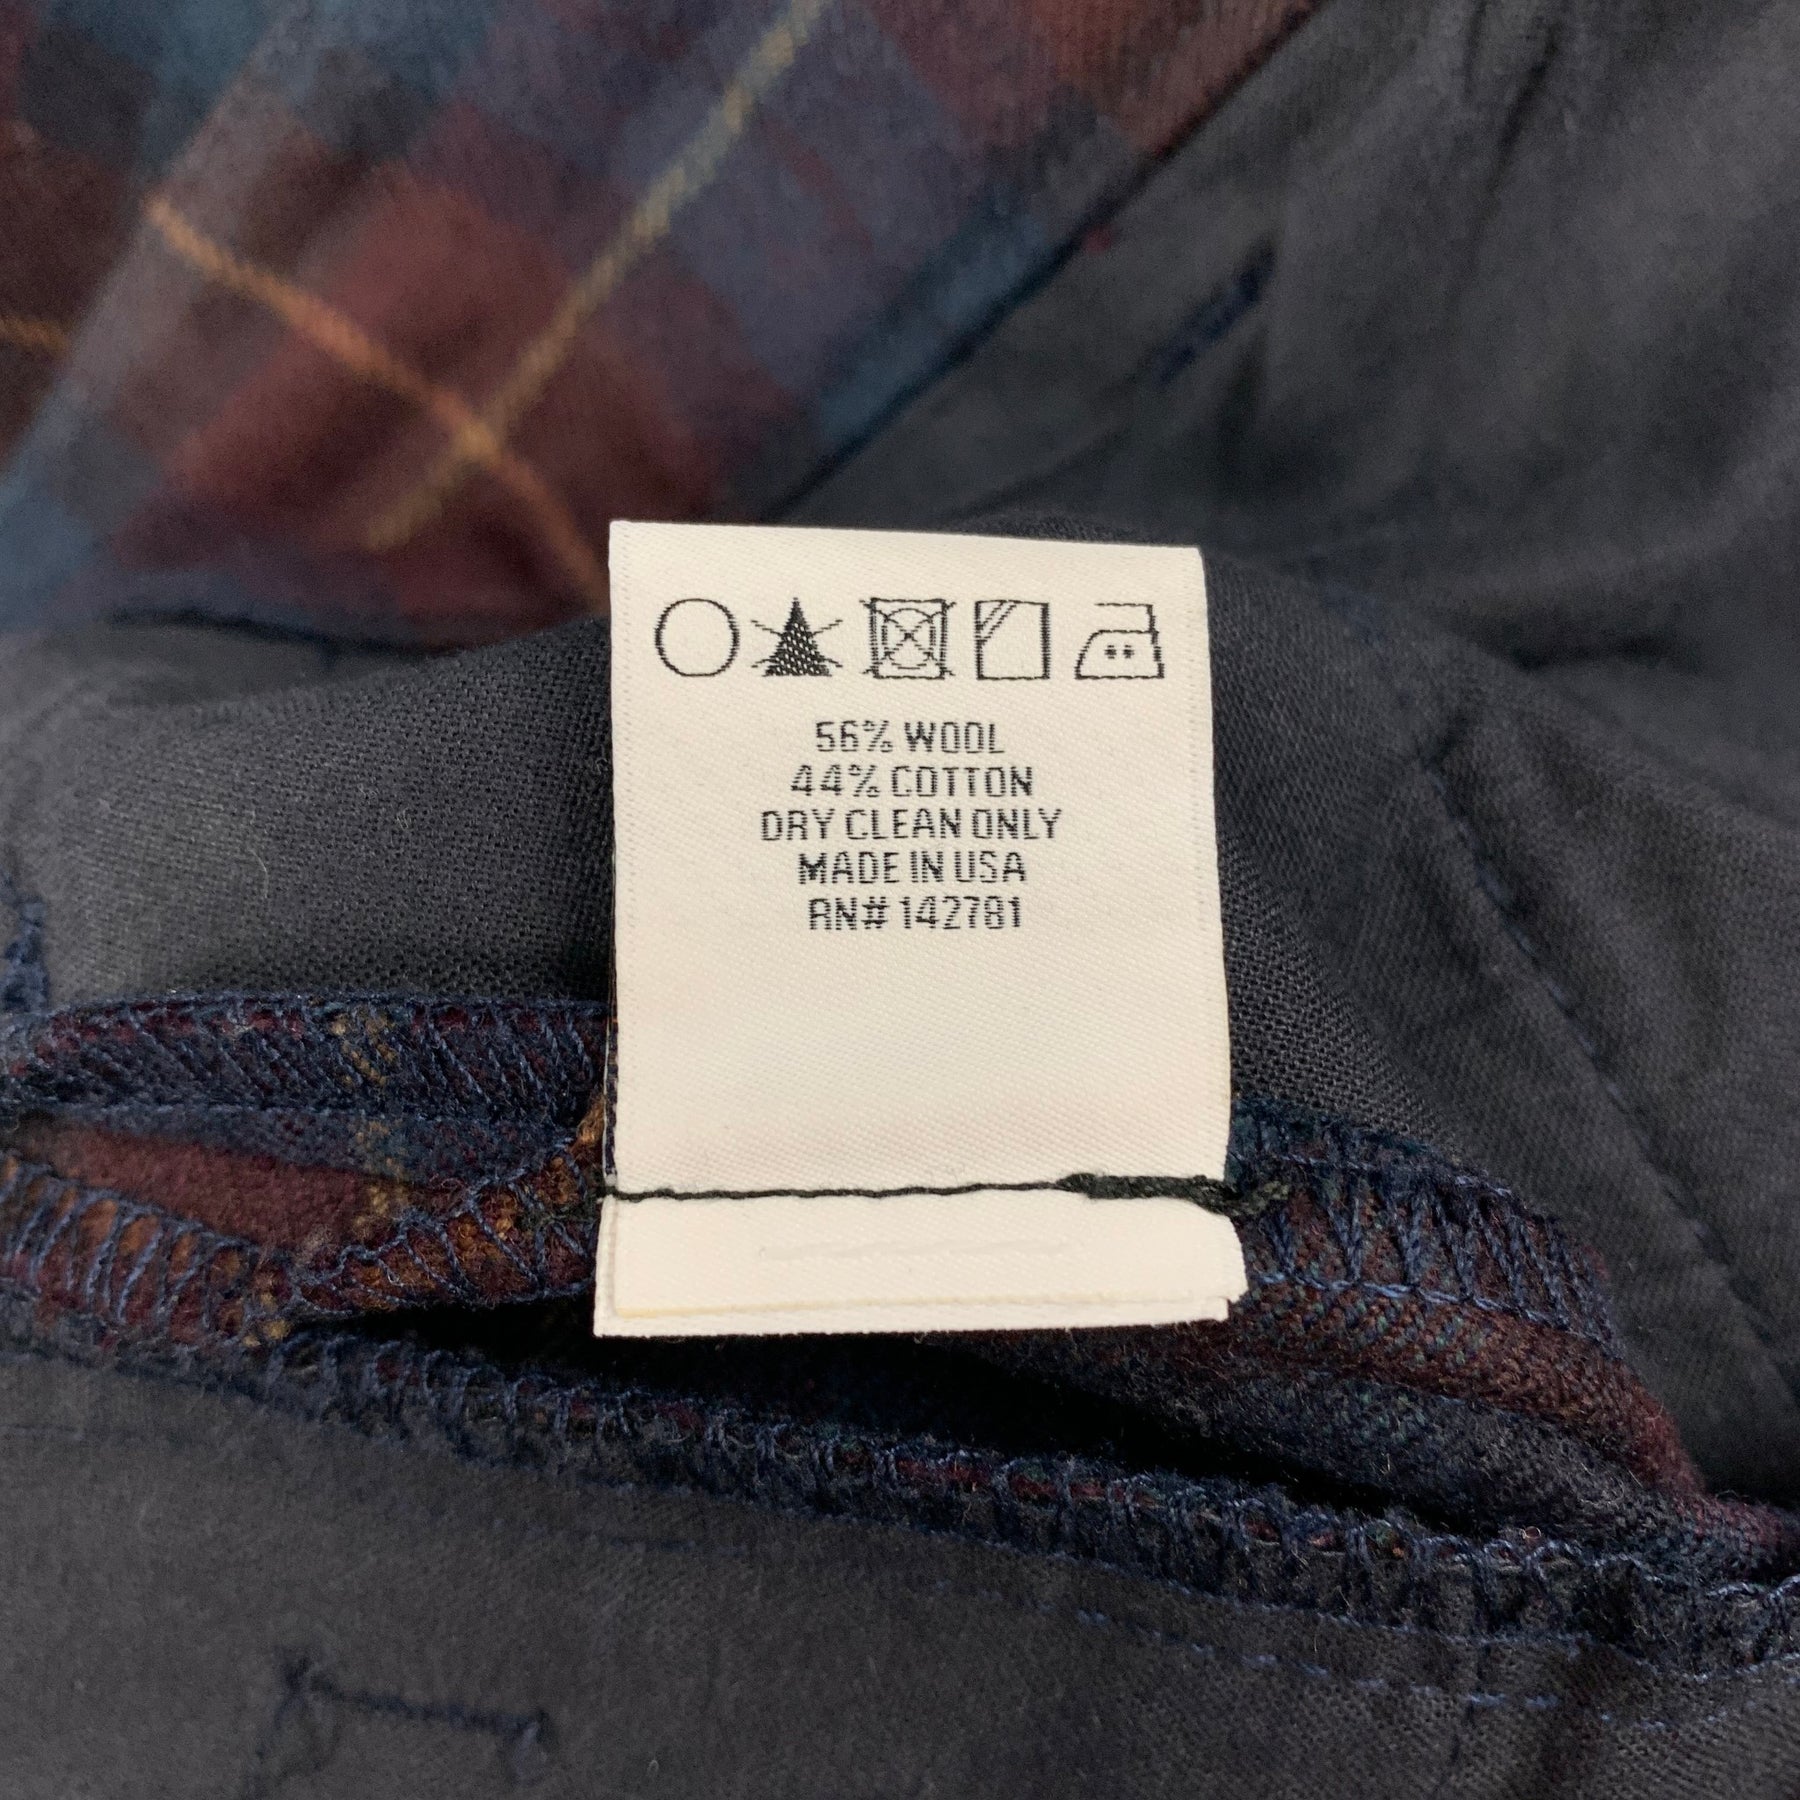 56% WOOL
44% COTTON
DRY CLEAN ONLY
MADE IN USA
RN# 142781